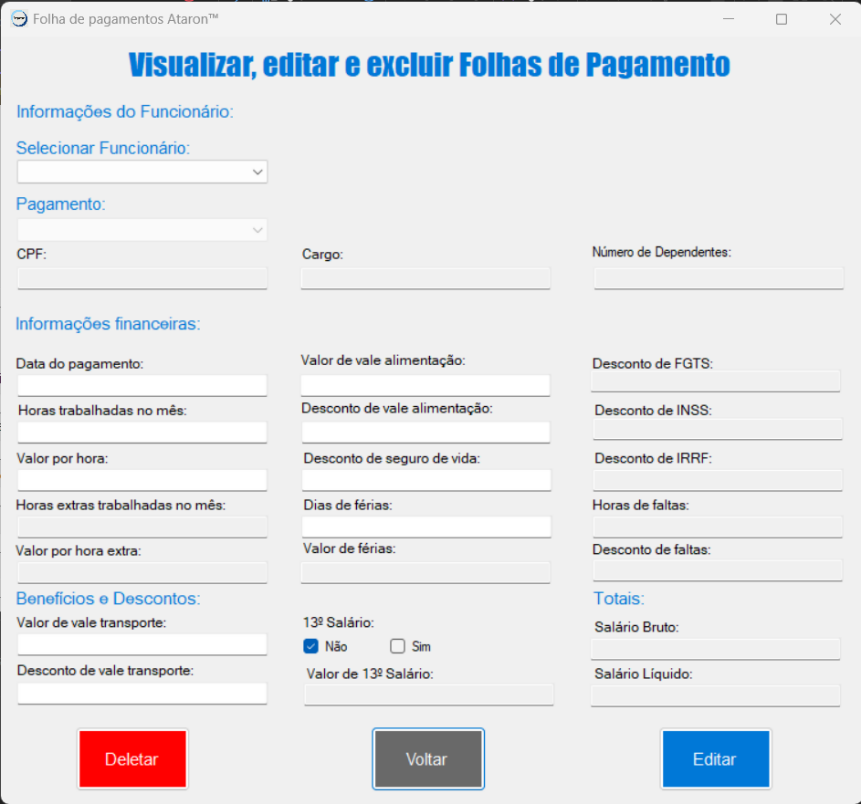 Folha de pagamentos Ataron™
Visualizar, editar e excluir Folhas de Pagamento
Informações do Funcionário:
Selecionar Funcionário:
Pagamento:
CPF:
Cargo:
Número de Dependentes:
Informações financeiras:
Data do pagamento:
Valor de vale alimentação:
Desconto de FGTS:
Horas trabalhadas no mês:
Desconto de vale alimentação:
Desconto de INSS:
Valor por hora:
Desconto de seguro de vida:
Desconto de IRRF:
Horas extras trabalhadas no mês:
Dias de férias:
Horas de faltas:
Valor por hora extra:
Valor de férias:
Desconto de faltas:
Benefícios e Descontos:
Totais:
Valor de vale transporte:
13º Salário:
Salário Bruto:
Não
Sim
Desconto de vale transporte:
Valor de 13º Salário:
Salário Líquido:
Deletar
Voltar
Editar